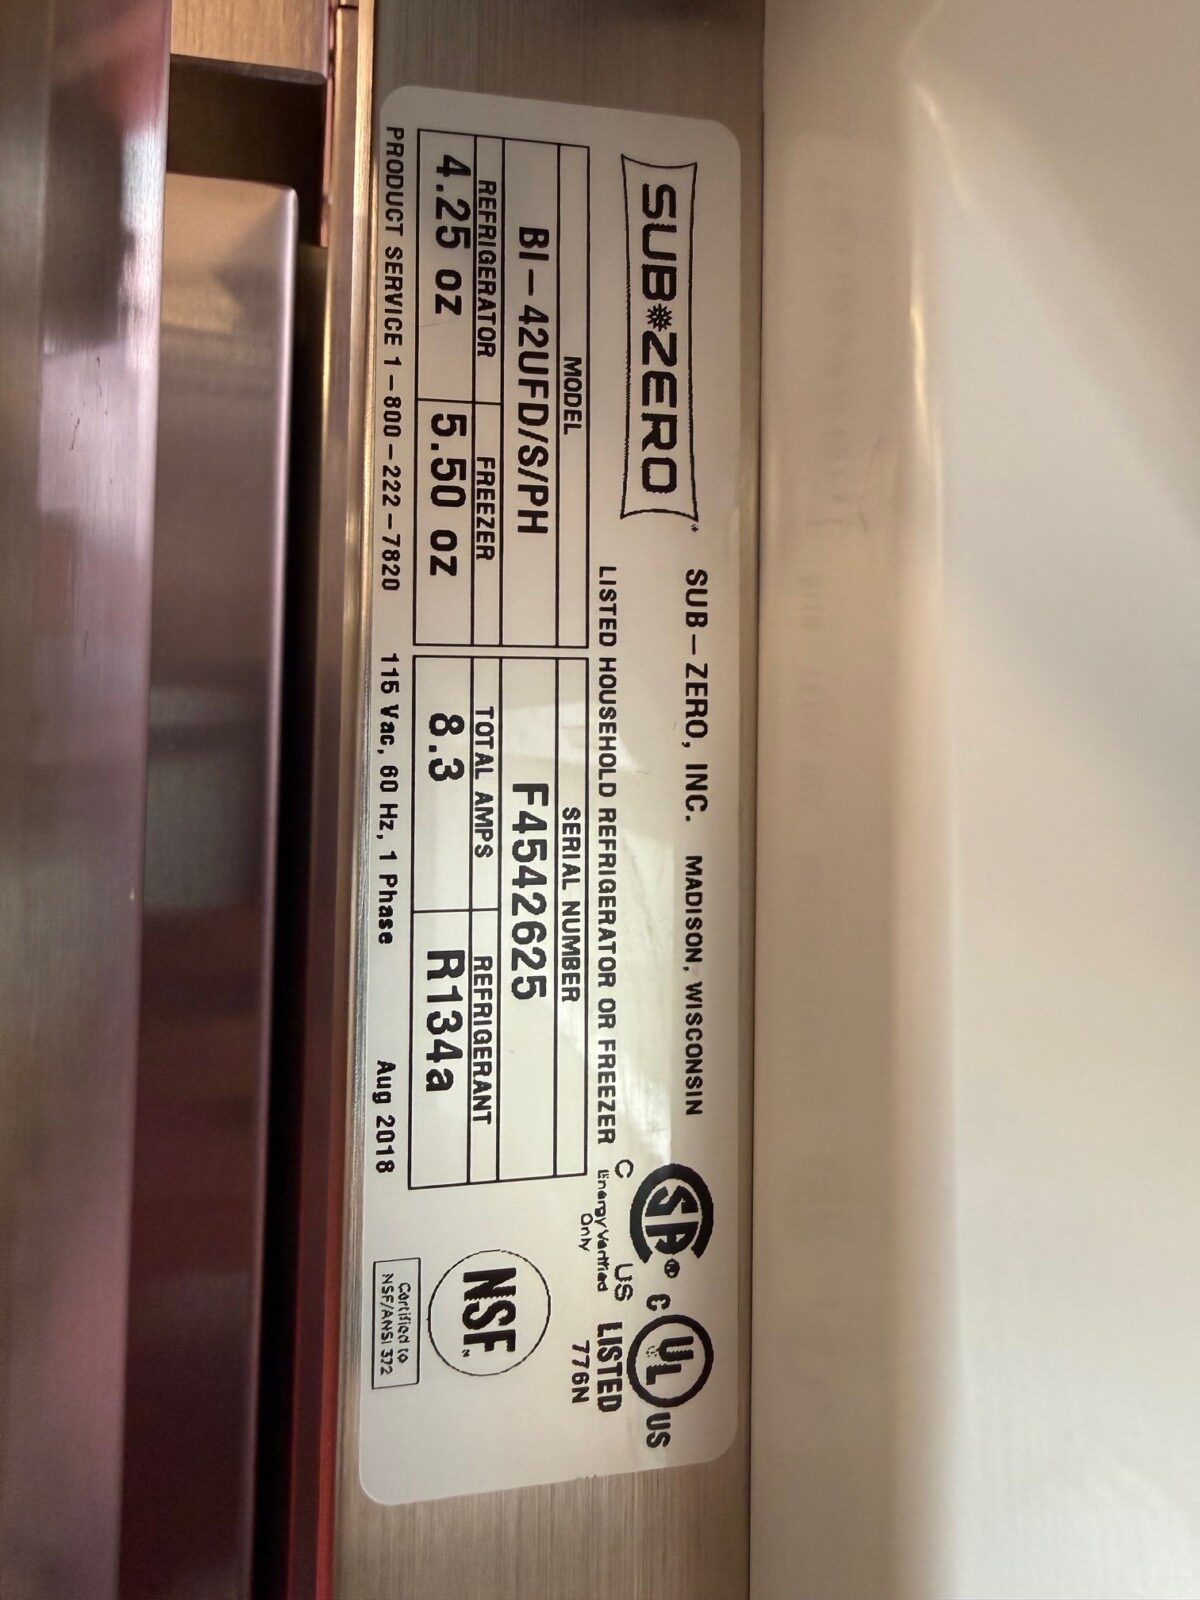 SUB-ZERO
SUB-ZERO, INC. MADISON, WISCONSIN
LISTED HOUSEHOLD REFRIGERATOR OR FREEZER
MODEL
BI-42UFD/S/PH
REFRIGERATOR FREEZER
4.25 oz 5.50 oz
SERIAL NUMBER
F4542625
TOTAL AMPS REFRIGERANT
8.3 R134a
PRODUCT SERVICE 1-800-222-7820 115 Vac, 60 Hz, 1 Phase Aug 2018
SA®
C US
Energy Verified
Only
C UL US
LISTED
776N
NSF
Certified to
NSF/ANSI 372